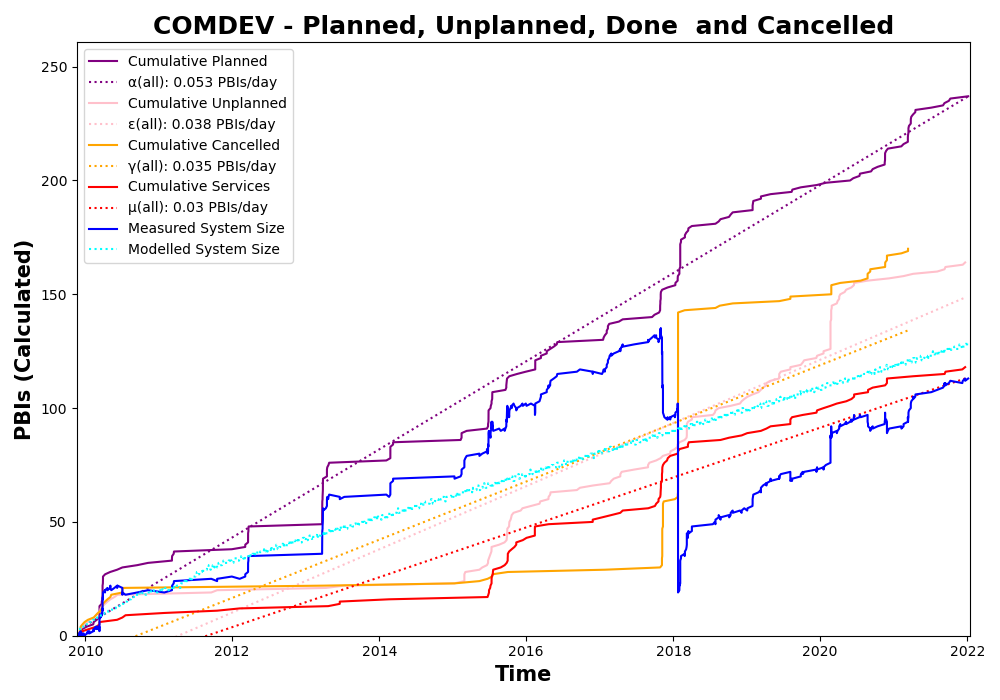 COMDEV - Planned, Unplanned, Done  and Cancelled
PBIs (Calculated)
250
200
150
100
50
0
Cumulative Planned
α(all): 0.053 PBIs/day
Cumulative Unplanned
ε(all): 0.038 PBIs/day
Cumulative Cancelled
γ(all): 0.035 PBIs/day
Cumulative Services
μ(all): 0.03 PBIs/day
Measured System Size
Modelled System Size
2010 2012 2014 2016 2018 2020 2022
Time